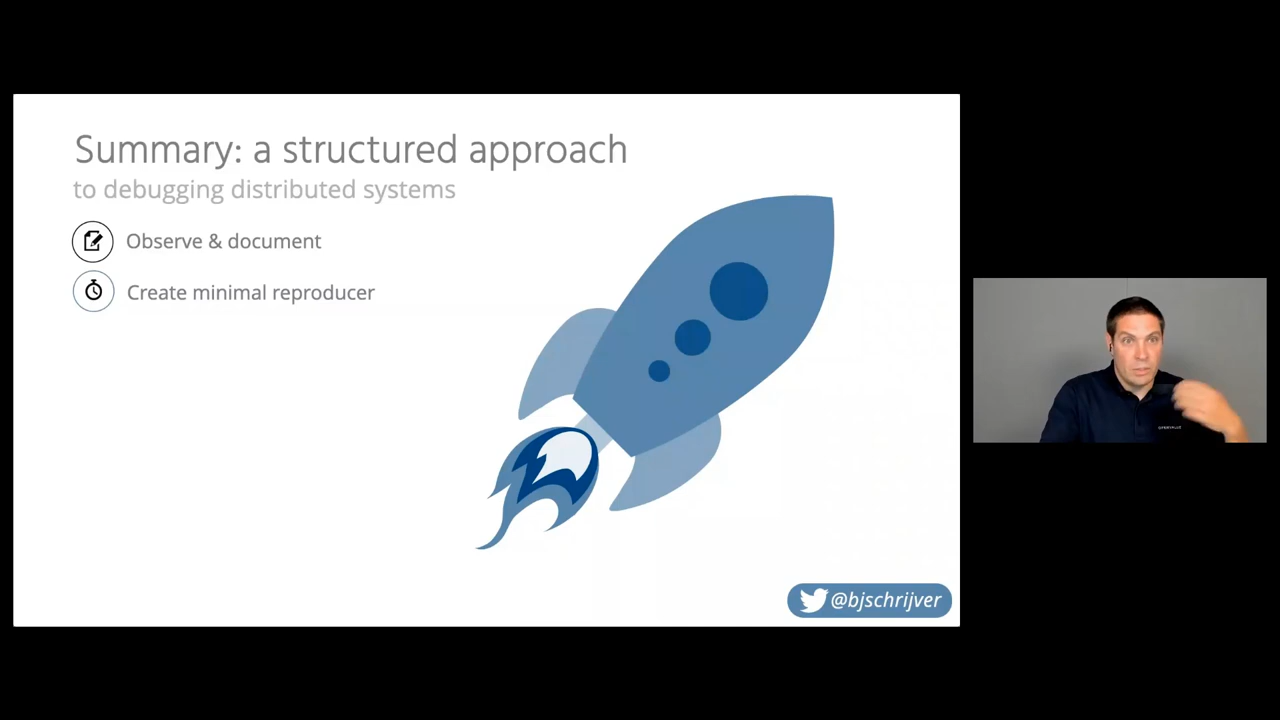 Summary: a structured approach
to debugging distributed systems
Observe & document
Create minimal reproducer
@bjschrijver